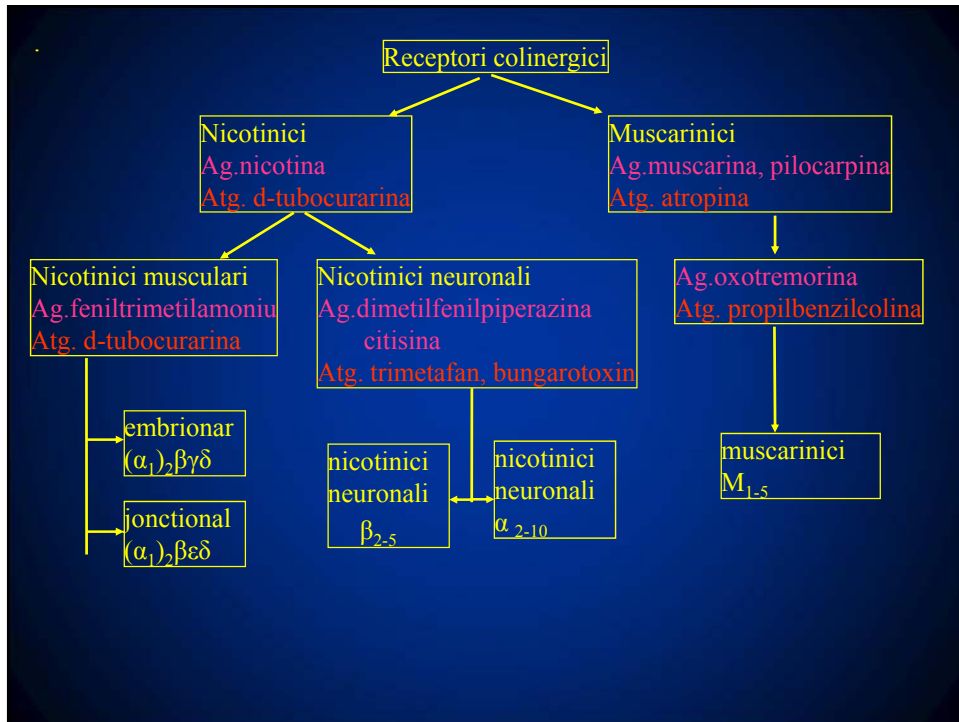 Receptori colinergici
Nicotinici
Ag.nicotina
Atg. d-tubocurarina
Muscarinici
Ag.muscarina, pilocarpina
Atg. atropina
Nicotinici musculari
Ag.feniltrimetilamoniu
Atg. d-tubocurarina
Nicotinici neuronali
Ag.dimetilfenilpiperazina
citisina
Atg. trimetafan, bungarotoxin
Ag.oxotremorina
Atg. propilbenzilcolina
embrionar
(α₁)₂βγδ
jonctional
(α₁)₂βεδ
nicotinici
neuronali
β₂₋₅
nicotinici
neuronali
α ₂₋₁₀
muscarinici
M₁₋₅